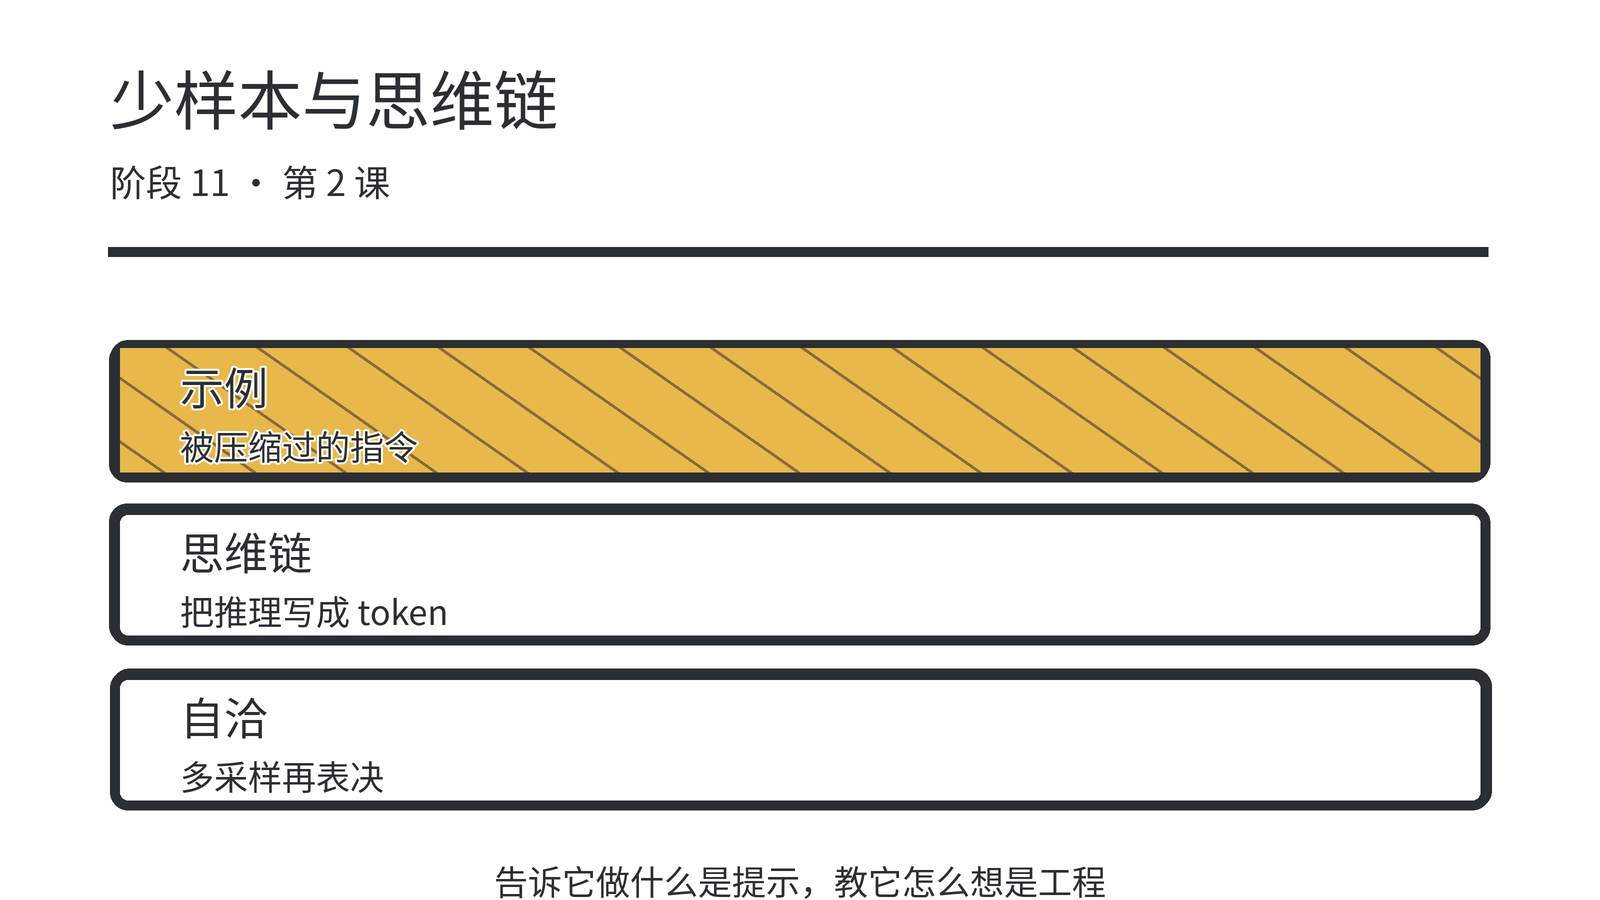 少样本与思维链
阶段 11 · 第 2 课
示例
被压缩过的指令
思维链
把推理写成 token
自洽
多采样再表决
告诉它做什么是提示，教它怎么想是工程